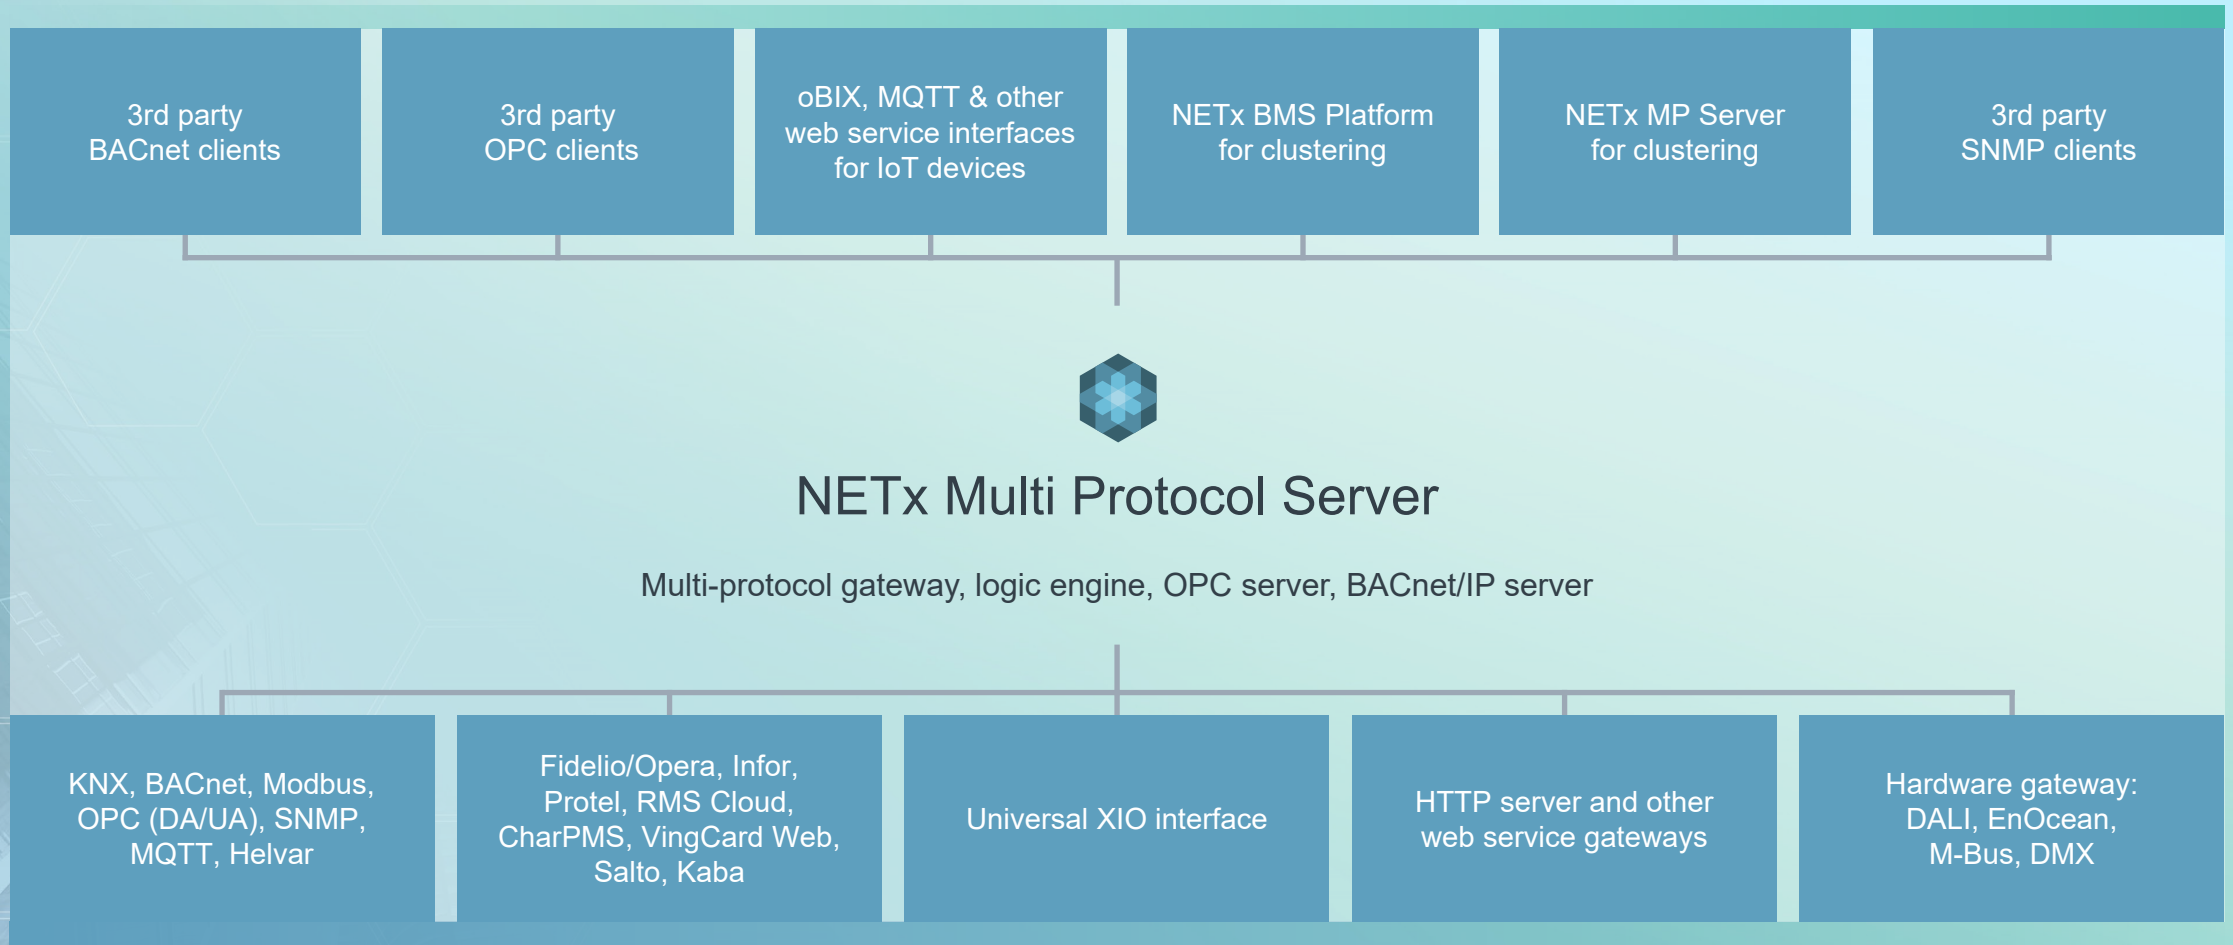 3rd party
BACnet clients
3rd party
OPC clients
oBIX, MQTT & other
web service interfaces
for IoT devices
NETx BMS Platform
for clustering
NETx MP Server
for clustering
3rd party
SNMP clients
NETx Multi Protocol Server
Multi-protocol gateway, logic engine, OPC server, BACnet/IP server
KNX, BACnet, Modbus,
OPC (DA/UA), SNMP,
MQTT, Helvar
Fidelio/Opera, Infor,
Protel, RMS Cloud,
CharPMS, VingCard Web,
Salto, Kaba
Universal XIO interface
HTTP server and other
web service gateways
Hardware gateway:
DALI, EnOcean,
M-Bus, DMX